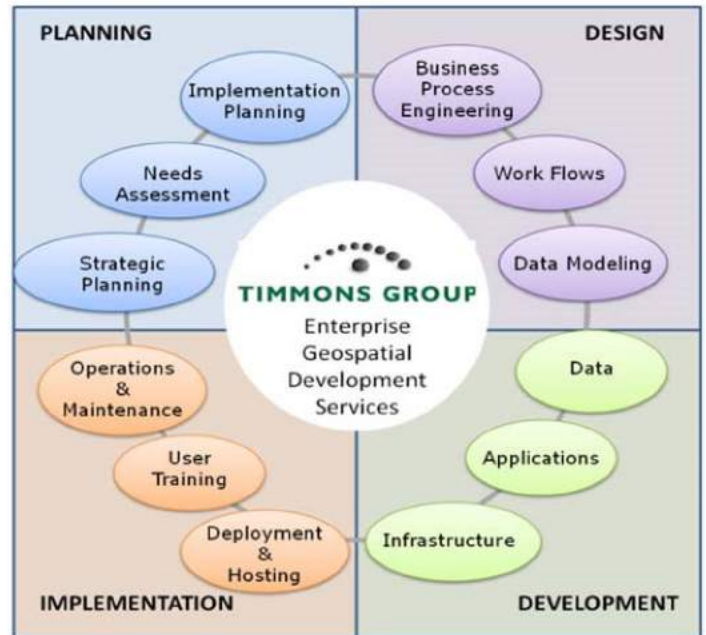 PLANNING
DESIGN
Implementation
Planning
Needs
Assessment
Strategic
Planning
Business
Process
Engineering
Work Flows
Data Modeling
TIMMONS GROUP
Enterprise
Geospatial
Development
Services
Operations
&
Maintenance
User
Training
Deployment
&
Hosting
Data
Applications
Infrastructure
IMPLEMENTATION
DEVELOPMENT